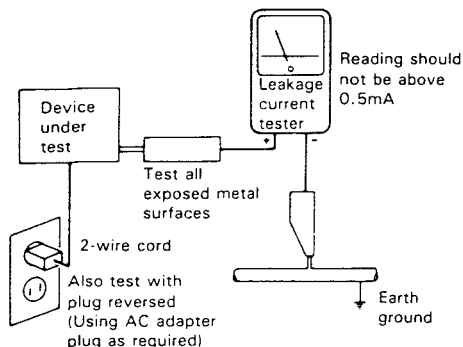 Device
under
test
Leakage
current
tester
+ -
Reading should
not be above
0.5mA
Test all
exposed metal
surfaces
2-wire cord
Also test with
plug reversed
(Using AC adapter
plug as required)
Earth
ground